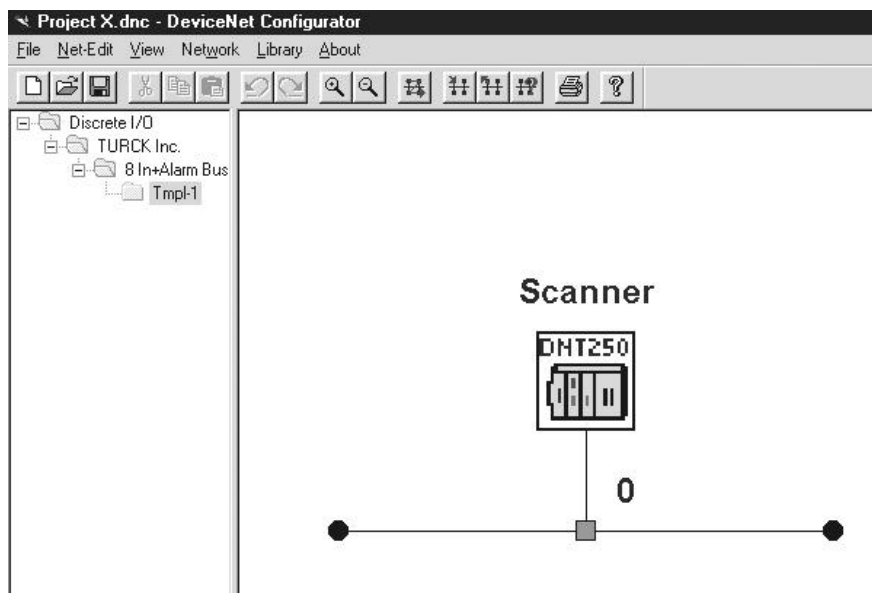 Project X.dnc - DeviceNet Configurator
File Net-Edit View Network Library About
Discrete I/O
TURCK Inc.
8 In+Alarm Bus
Tmpl-1
Scanner
DNT250
0